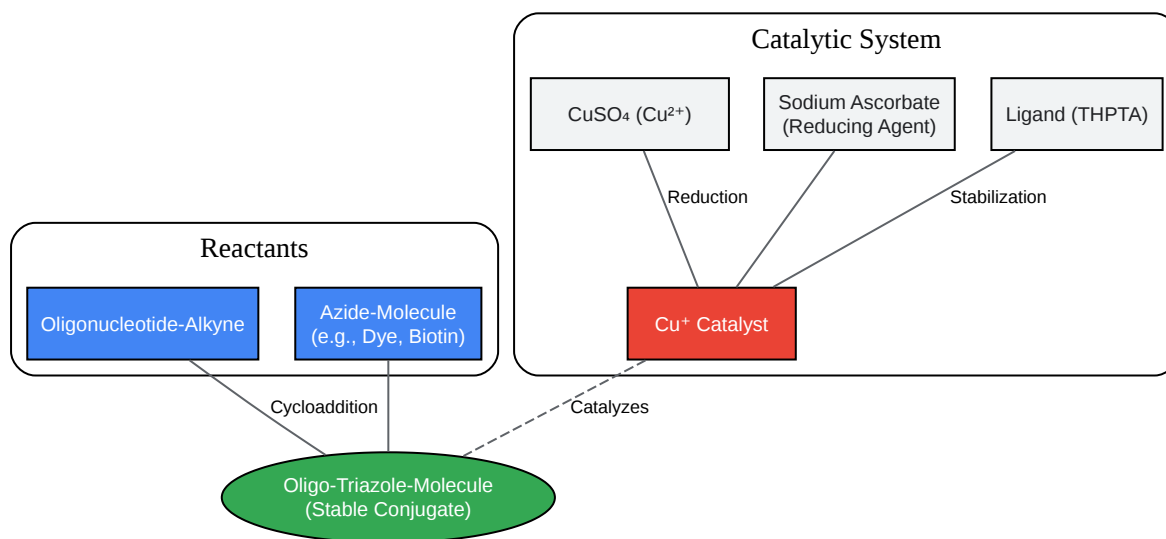 Catalytic System
CuSO₄ (Cu²⁺)
Sodium Ascorbate
(Reducing Agent)
Ligand (THPTA)
Reduction
Stabilization
Reactants
Oligonucleotide-Alkyne
Azide-Molecule
(e.g., Dye, Biotin)
Cu⁺ Catalyst
Cycloaddition
Catalyzes
Oligo-Triazole-Molecule
(Stable Conjugate)